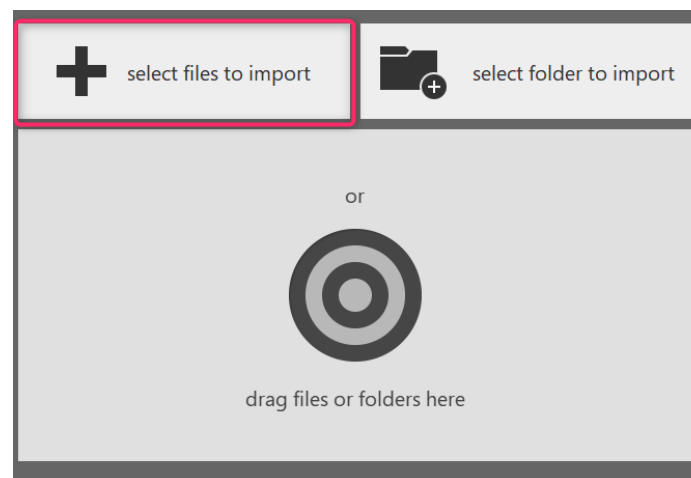 select files to import
select folder to import
or
drag files or folders here